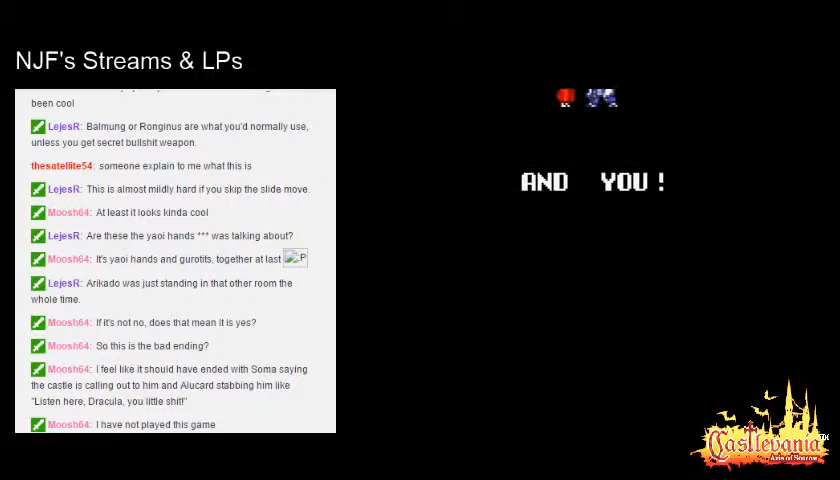 NJF's Streams & LPs
been cool
LejesR: Balmung or Ronginus are what you'd normally use,
unless you get secret bullshit weapon.
thesatellite54: someone explain to me what this is
LejesR: This is almost mildly hard if you skip the slide move.
Moosh64: At least it looks kinda cool
LejesR: Are these the yaoi hands *** was talking about?
Moosh64: It's yaoi hands and gurotits, together at last :P
LejesR: Arikado was just standing in that other room the
whole time.
Moosh64: If it's not no, does that mean it is yes?
Moosh64: So this is the bad ending?
Moosh64: I feel like it should have ended with Soma saying
the castle is calling out to him and Alucard stabbing him like
"Listen here, Dracula, you little shit!"
Moosh64: I have not played this game
AND YOU!
Castlevania TM
Aria of Sorrow